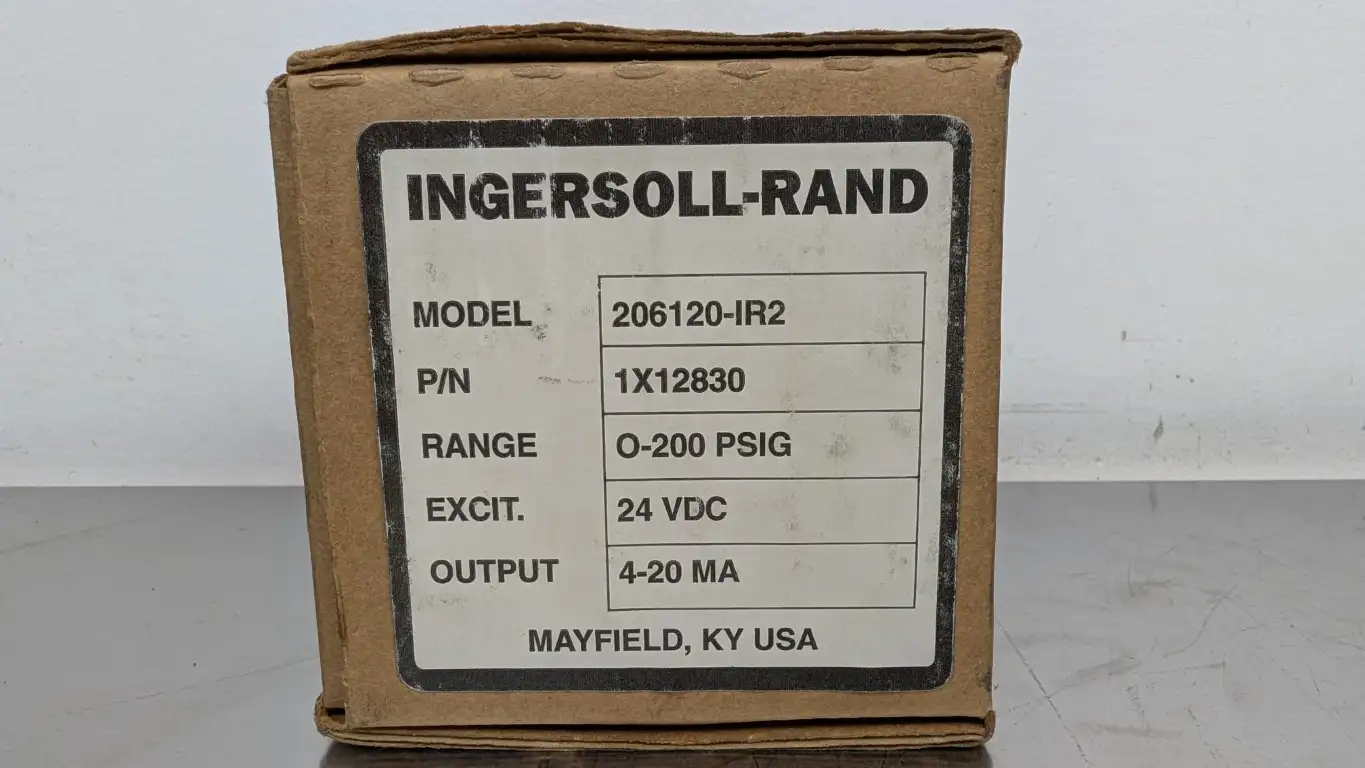 INGERSOLL-RAND
MODEL 206120-IR2
P/N 1X12830
RANGE O-200 PSIG
EXCIT. 24 VDC
OUTPUT 4-20 MA
MAYFIELD, KY USA